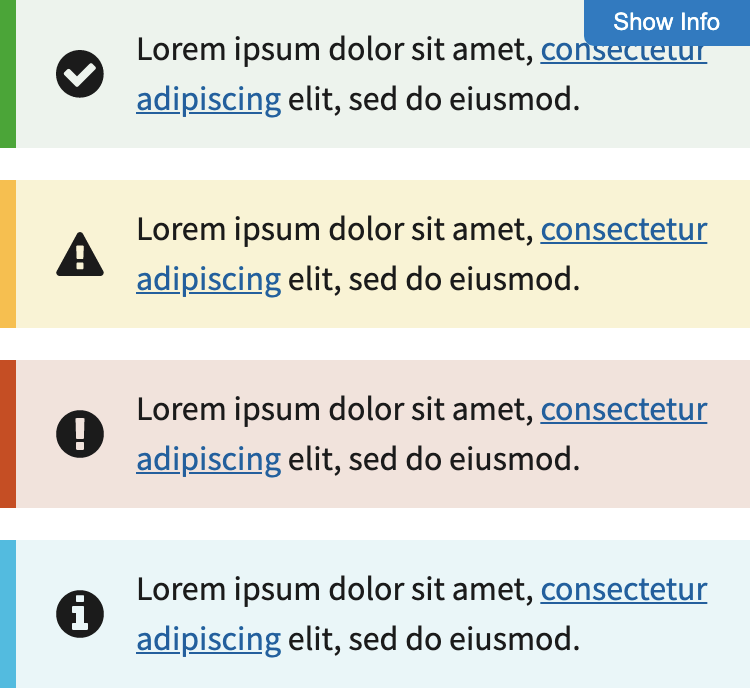 Show Info
Lorem ipsum dolor sit amet, consectetur
adipiscing elit, sed do eiusmod.
Lorem ipsum dolor sit amet, consectetur
adipiscing elit, sed do eiusmod.
Lorem ipsum dolor sit amet, consectetur
adipiscing elit, sed do eiusmod.
Lorem ipsum dolor sit amet, consectetur
adipiscing elit, sed do eiusmod.